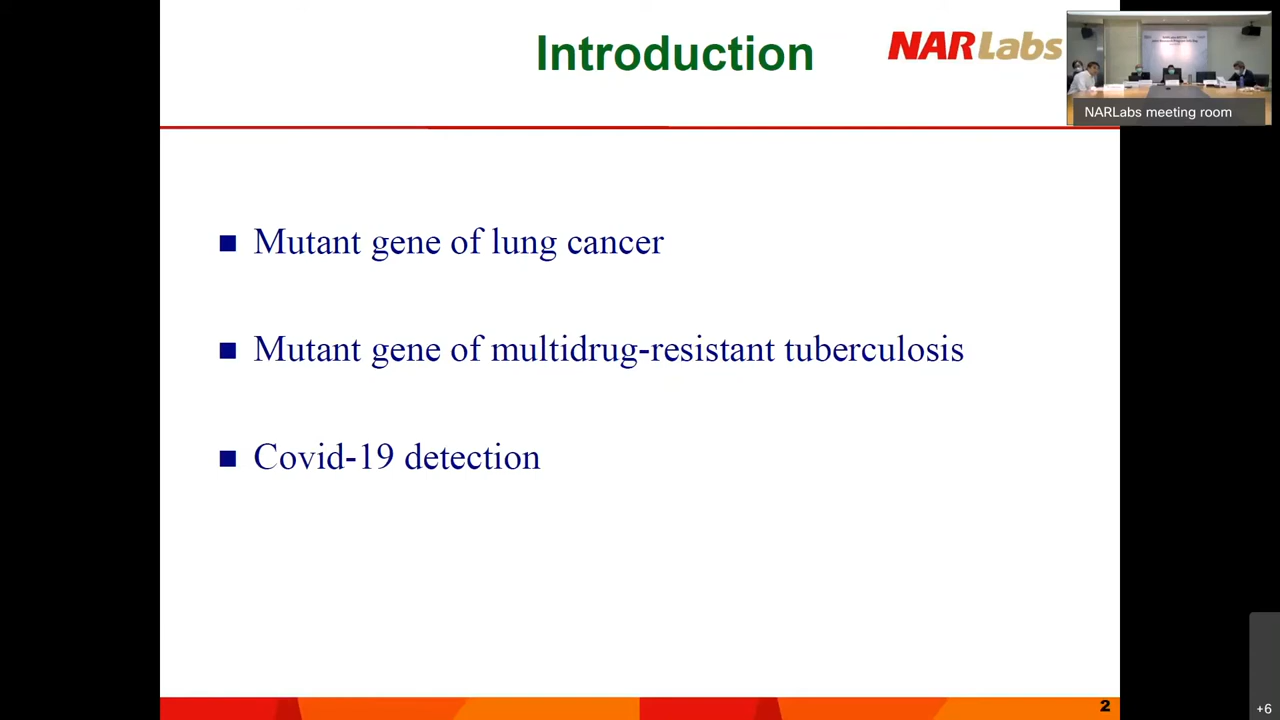 Introduction
NARLabs
NARLabs meeting room
Mutant gene of lung cancer
Mutant gene of multidrug-resistant tuberculosis
Covid-19 detection
2
+6